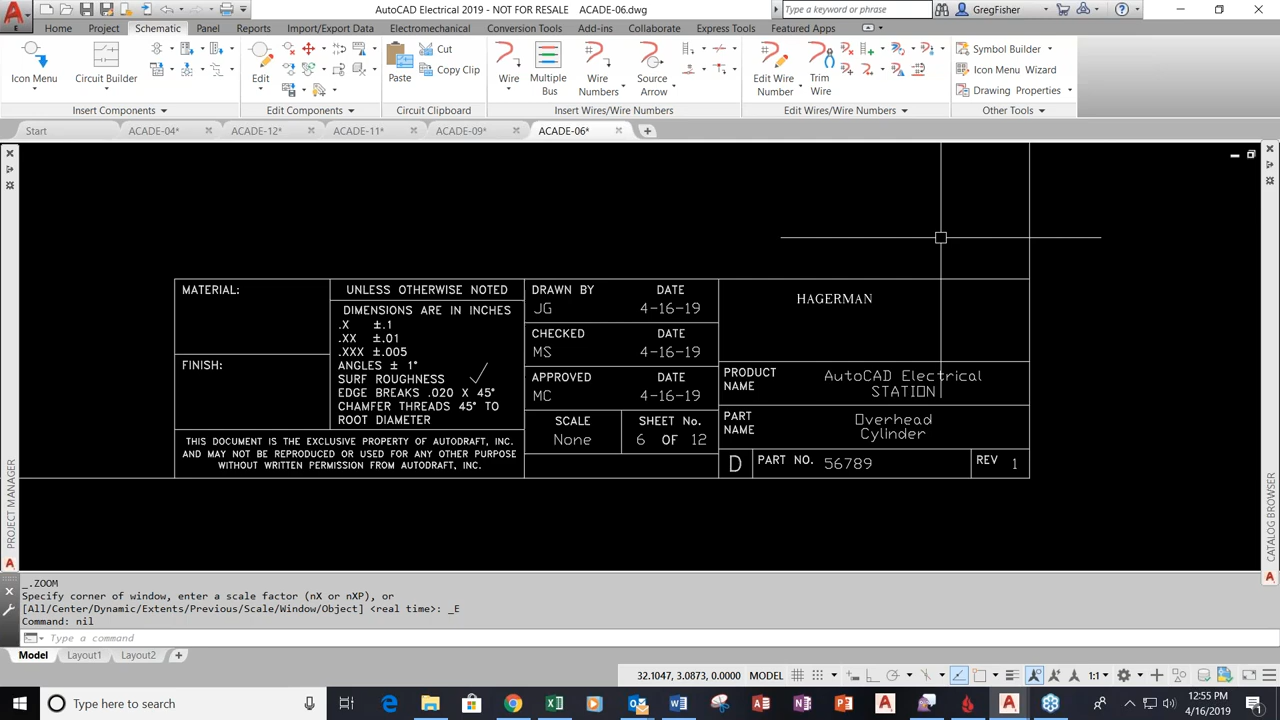 AutoCAD Electrical 2019 - NOT FOR RESALE ACADE-06.dwg
Type a keyword or phrase
GregFisher
Home Project Schematic Panel Reports Import/Export Data Electromechanical Conversion Tools Add-ins Collaborate Express Tools Featured Apps
Icon Menu
Circuit Builder
Edit
Paste
Cut
Copy Clip
Wire
Multiple Bus
Wire Numbers
Source Arrow
Edit Wire Number
Trim Wire
Symbol Builder
Icon Menu Wizard
Drawing Properties
Insert Components
Edit Components
Circuit Clipboard
Insert Wires/Wire Numbers
Edit Wires/Wire Numbers
Other Tools
Start
ACADE-04*
ACADE-12*
ACADE-11*
ACADE-09*
ACADE-06*
PROJECT MANAGER
CATALOG BROWSER
MATERIAL:
FINISH:
UNLESS OTHERWISE NOTED
DIMENSIONS ARE IN INCHES
.X ±.1
.XX ±.01
.XXX ±.005
ANGLES ± 1°
SURF ROUGHNESS
EDGE BREAKS .020 X 45°
CHAMFER THREADS 45° TO
ROOT DIAMETER
THIS DOCUMENT IS THE EXCLUSIVE PROPERTY OF AUTODRAFT, INC.
AND MAY NOT BE REPRODUCED OR USED FOR ANY OTHER PURPOSE
WITHOUT WRITTEN PERMISSION FROM AUTODRAFT, INC.
DRAWN BY DATE
JG 4-16-19
CHECKED DATE
MS 4-16-19
APPROVED DATE
MC 4-16-19
SCALE
None
SHEET No.
6 OF 12
HAGERMAN
PRODUCT NAME
AutoCAD Electrical
STATION
PART NAME
Overhead
Cylinder
D
PART NO. 56789
REV 1
_.ZOOM
Specify corner of window, enter a scale factor (nX or nXP), or
[All/Center/Dynamic/Extents/Previous/Scale/Window/Object] <real time>: _E
Command: nil
Type a command
Model
Layout1
Layout2
32.1047, 3.0873, 0.0000
MODEL
1:1
Type here to search
12:55 PM
4/16/2019